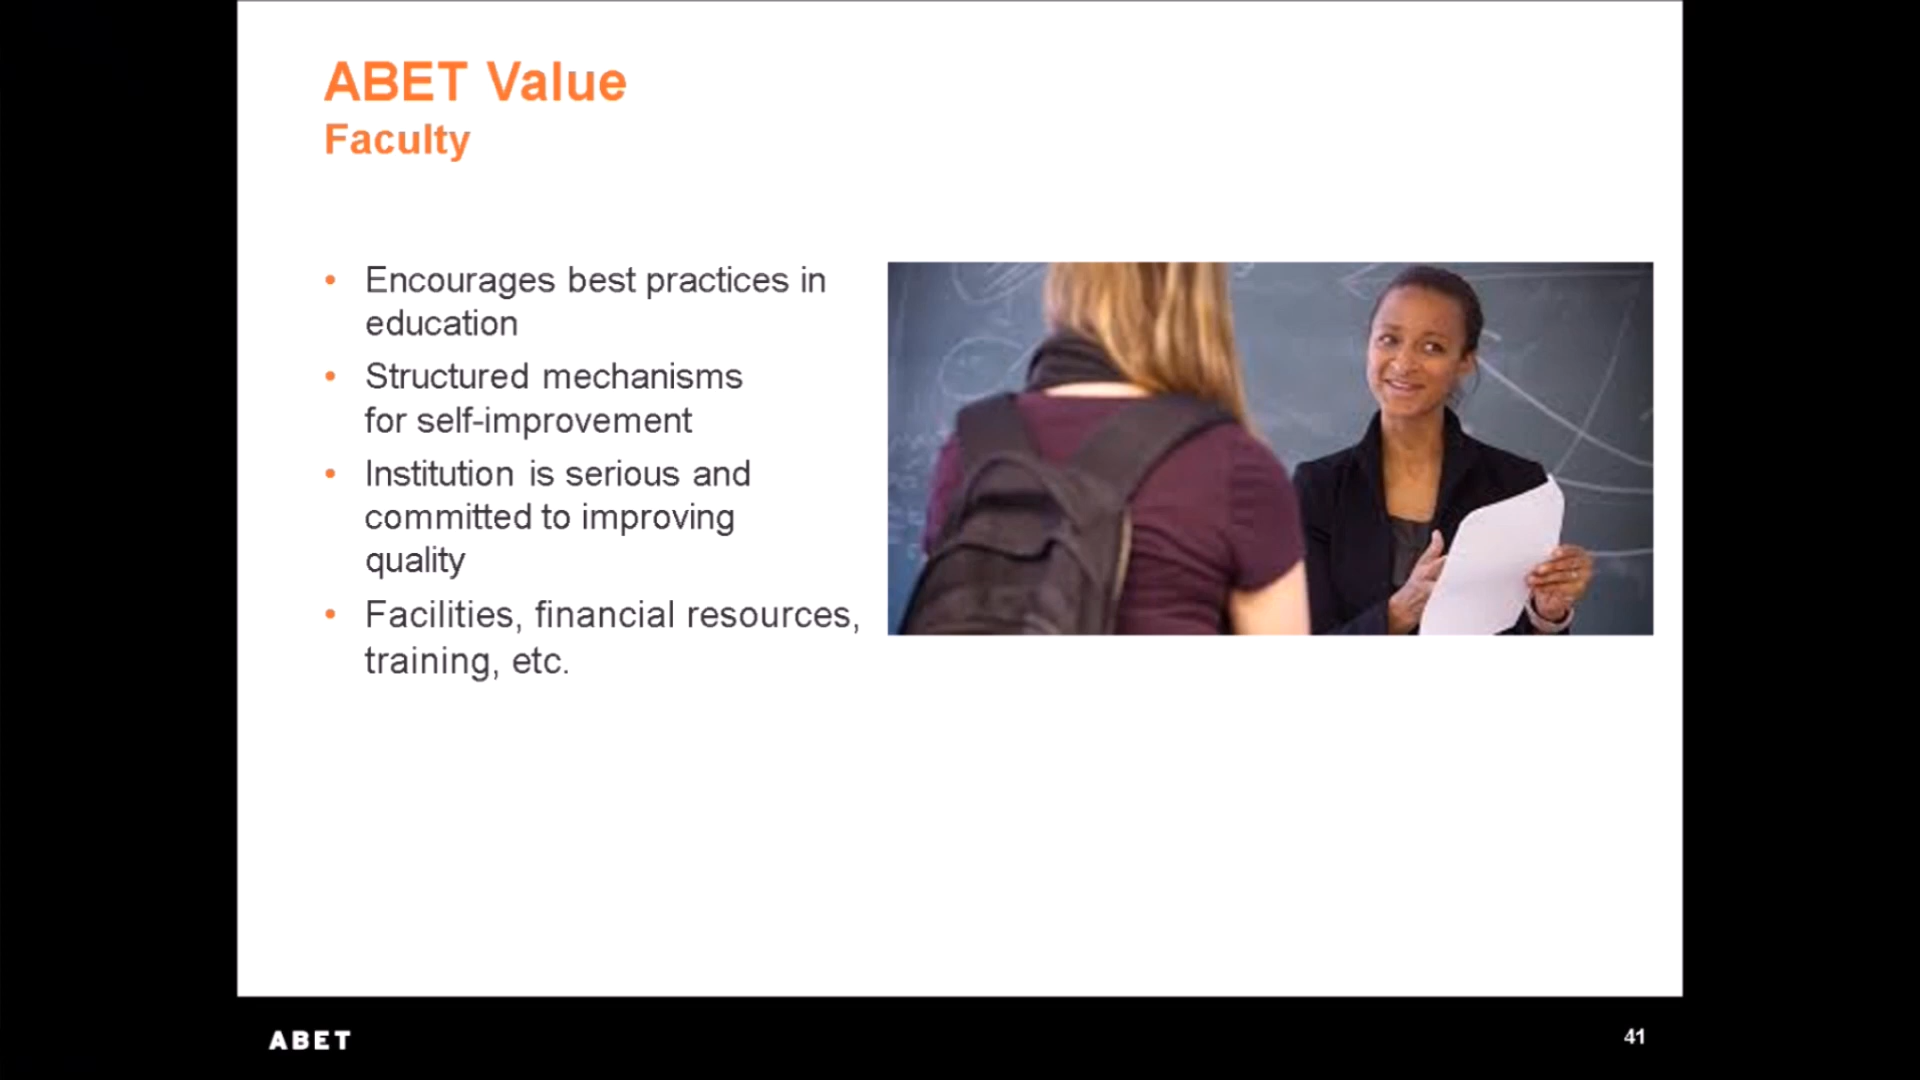 ABET Value
Faculty
• Encourages best practices in
education
• Structured mechanisms
for self-improvement
• Institution is serious and
committed to improving
quality
• Facilities, financial resources,
training, etc.
ABET
41